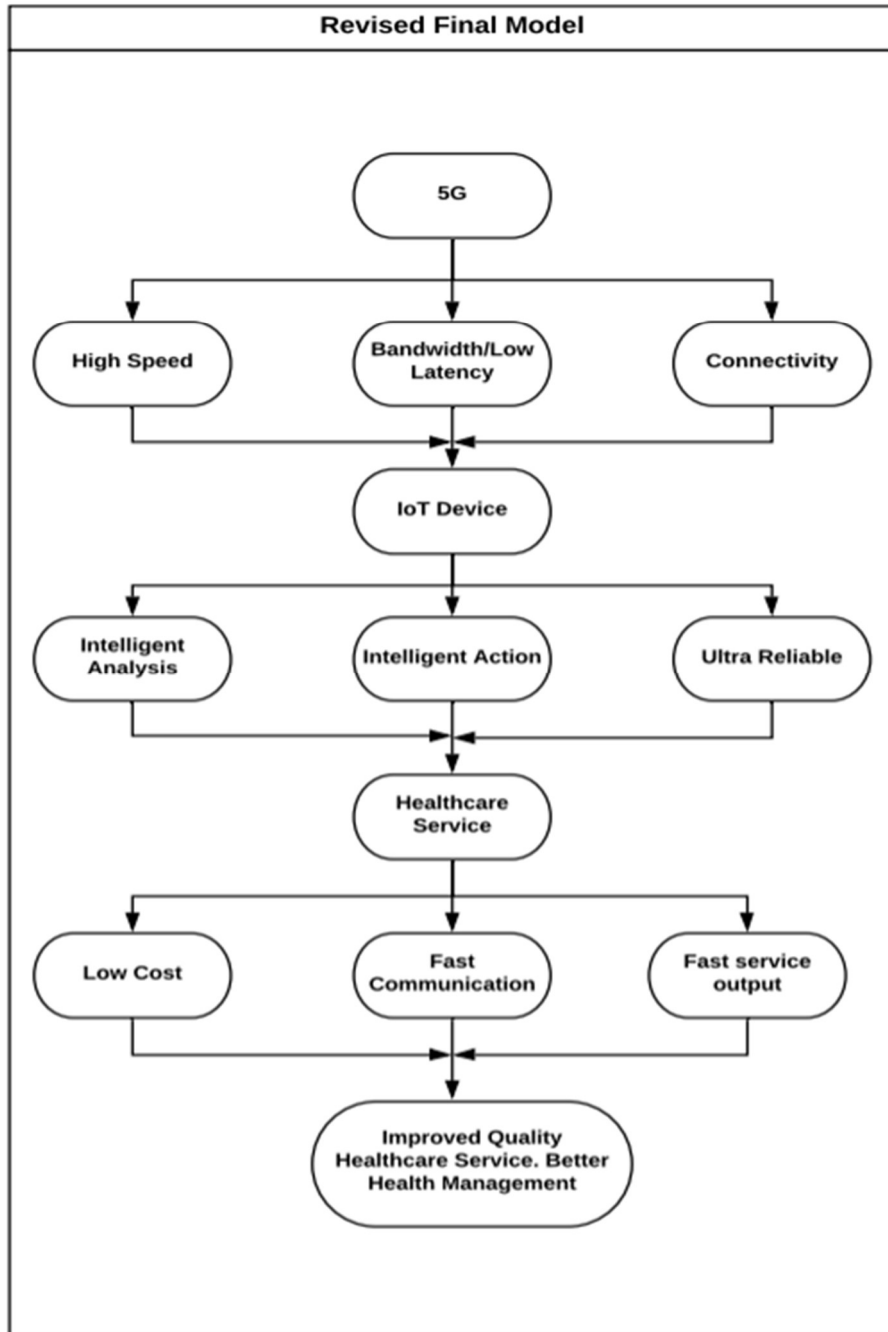 Revised Final Model
5G
High Speed
Bandwidth/Low
Latency
Connectivity
IoT Device
Intelligent
Analysis
Intelligent Action
Ultra Reliable
Healthcare
Service
Low Cost
Fast
Communication
Fast service
output
Improved Quality
Healthcare Service. Better
Health Management